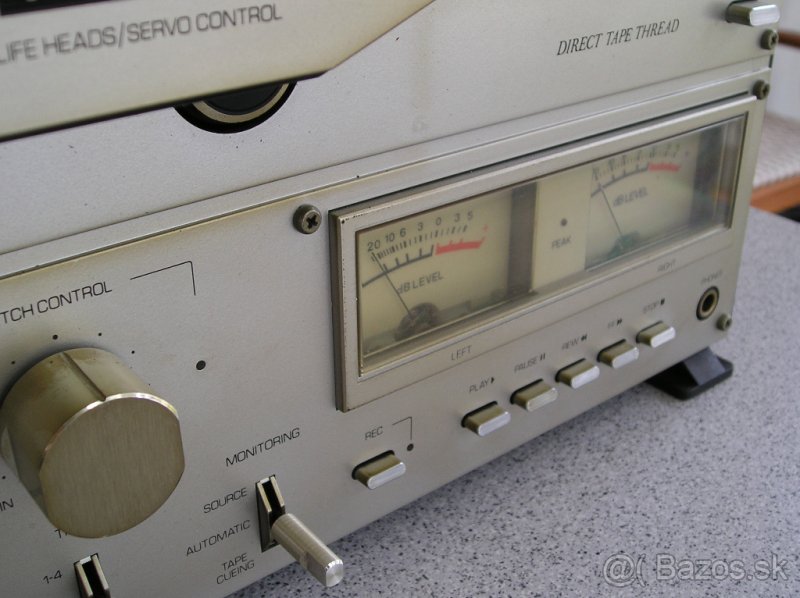 LIFE HEADS/SERVO CONTROL
DIRECT TAPE THREAD
20 10 6 3 0 3 5
dB LEVEL
PEAK
dB LEVEL
LEFT
RIGHT
TCH CONTROL
PHONES
PLAY
PAUSE
REW
FF
STOP
REC
MONITORING
SOURCE
AUTOMATIC
TAPE
CUEING
IN
1-4
@( Bazos.sk